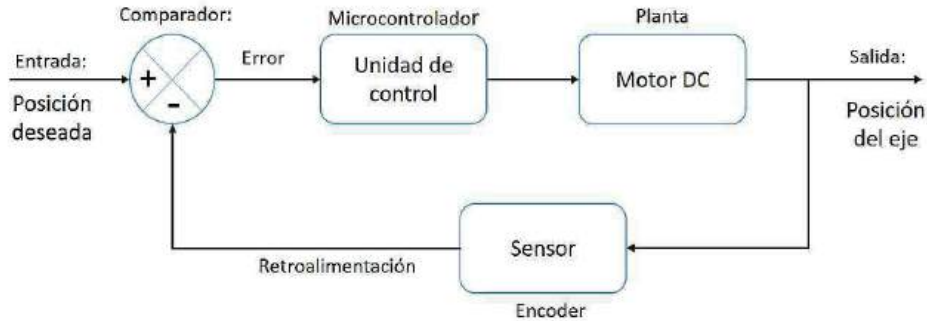 Comparador:
Microcontrolador
Planta
Entrada:
Posición
deseada
+
-
Error
Unidad de
control
Motor DC
Salida:
Posición
del eje
Sensor
Retroalimentación
Encoder